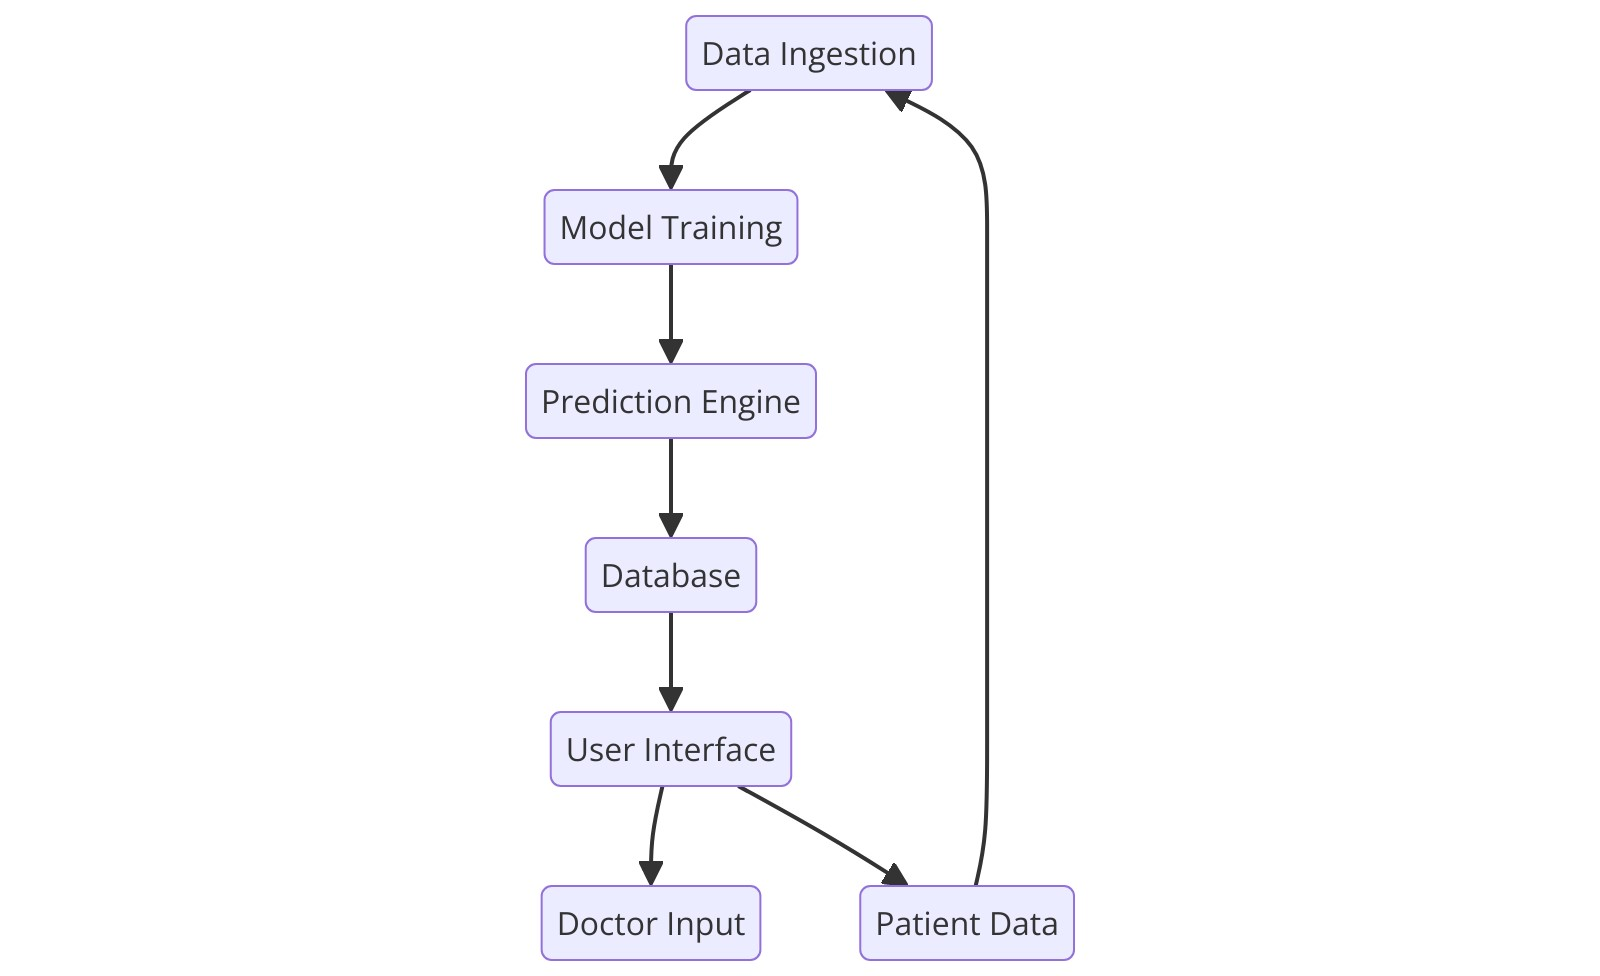 Data Ingestion
Model Training
Prediction Engine
Database
User Interface
Doctor Input
Patient Data